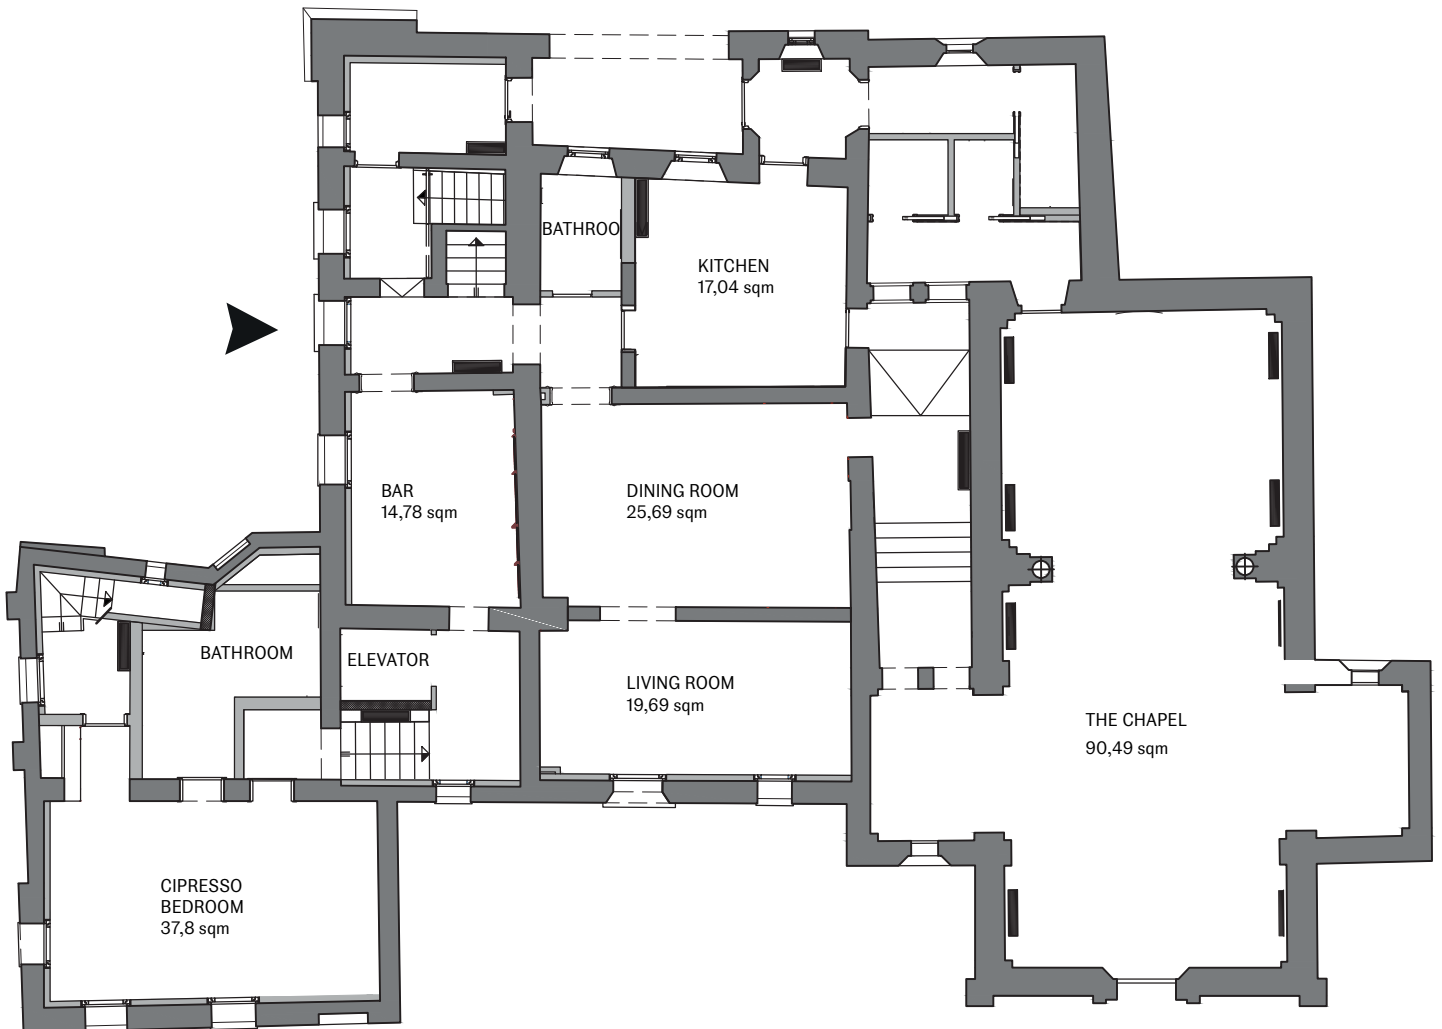 BATHROO
KITCHEN
17,04 sqm
BAR
14,78 sqm
DINING ROOM
25,69 sqm
BATHROOM
ELEVATOR
LIVING ROOM
19,69 sqm
THE CHAPEL
90,49 sqm
CIPRESSO
BEDROOM
37,8 sqm